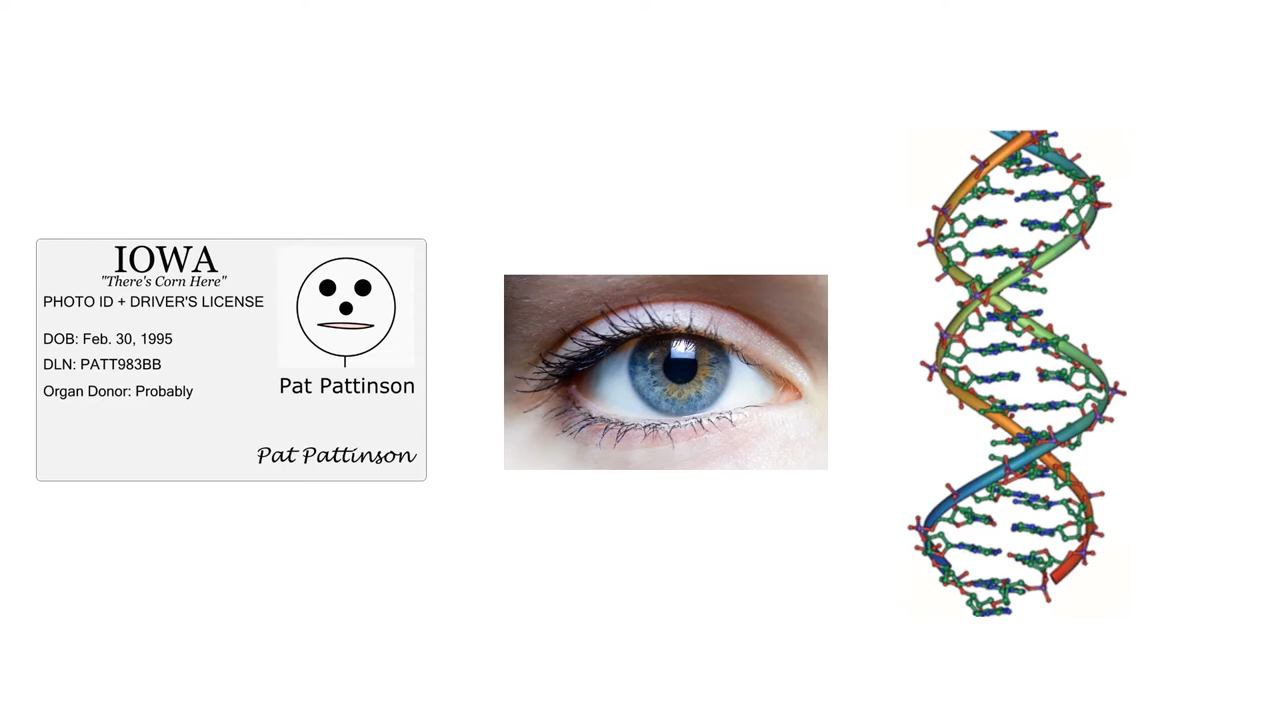 IOWA
"There's Corn Here"
PHOTO ID + DRIVER'S LICENSE
DOB: Feb. 30, 1995
DLN: PATT983BB
Organ Donor: Probably
Pat Pattinson
Pat Pattinson